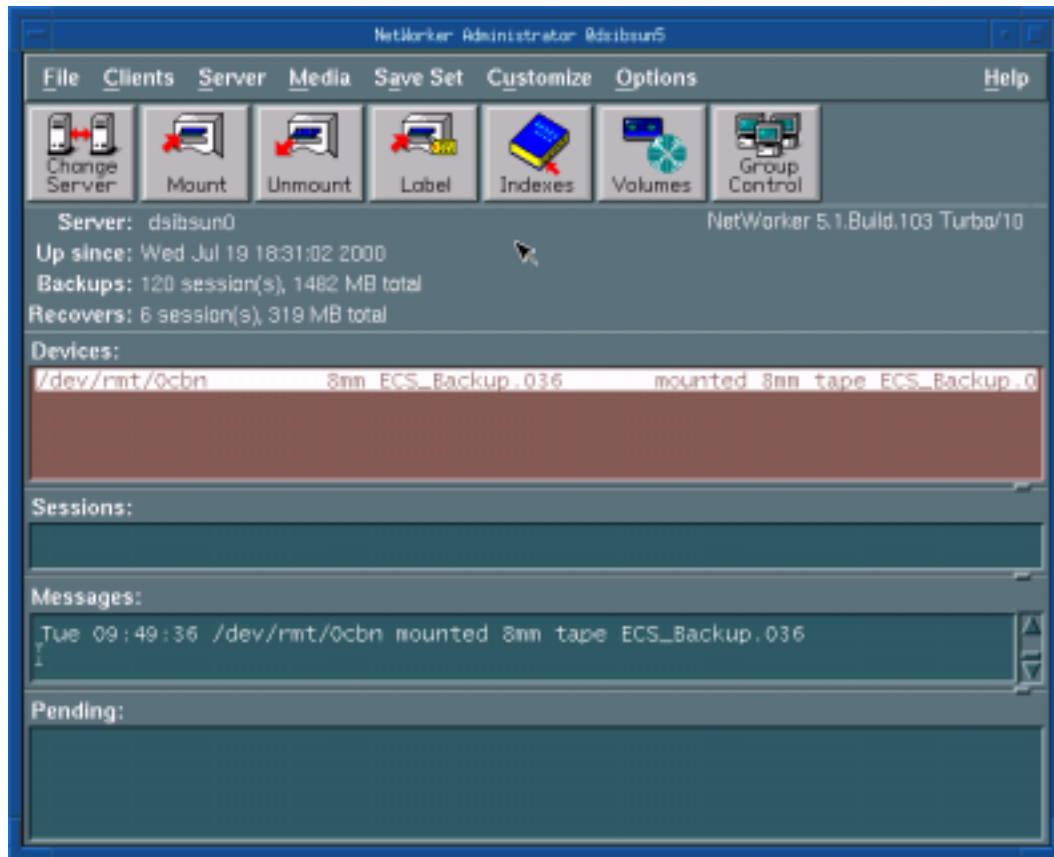 NetWorker Administrator @dsibsun5
File Clients Server Media Save Set Customize Options Help
Change Server Mount Unmount Label Indexes Volumes Group Control
Server: dsibsun0 NetWorker 5.1.Build.103 Turbo/10
Up since: Wed Jul 19 18:31:02 2000
Backups: 120 session(s), 1482 MB total
Recovers: 6 session(s), 319 MB total
Devices:
/dev/rmt/0cbn 8mm ECS_Backup.036 mounted 8mm tape ECS_Backup.0
Sessions:
Messages:
Tue 09:49:36 /dev/rmt/0cbn mounted 8mm tape ECS_Backup.036
Pending: